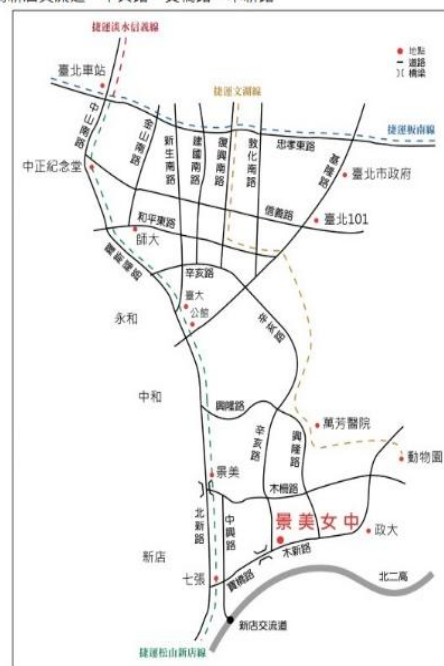 捷運淡水信義線
地點
道路
橋梁
臺北車站
捷運文湖線
捷運板南線
中山南路
金山南路
新生南路
建國南路
復興南路
敦化南路
忠孝東路
基隆路
中正紀念堂
臺北市政府
信義路
臺北101
和平東路
師大
羅斯福路
辛亥路
臺大
公館
永和
辛亥路
中和
興隆路
辛亥路
興隆路
萬芳醫院
動物園
景美
木柵路
北新路
中興路
景美女中
政大
木新路
新店
七張
寶橋路
北二高
新店交流道
捷運松山新店線